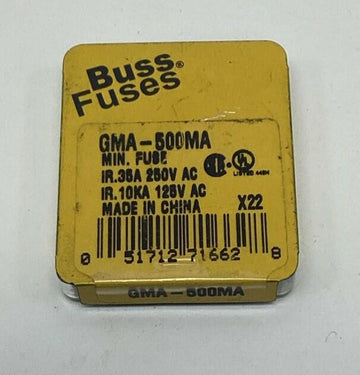 Buss®
Fuses
GMA-500MA
MIN. FUSE
IR.35A 250V AC
IR.10KA 125V AC
MADE IN CHINA X22
UL
0 51712 71662 8
GMA-500MA